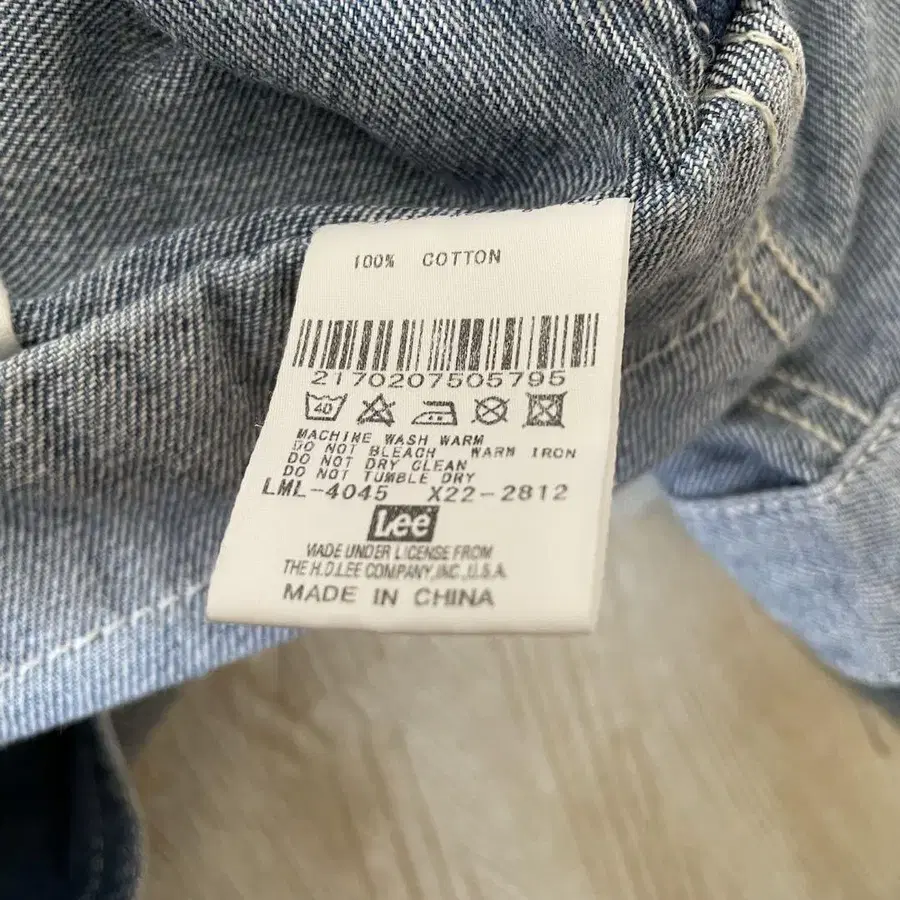 100% COTTON
2170207505795
40
MACHINE WASH WARM
DO NOT BLEACH WARM IRON
DO NOT DRY CLEAN
DO NOT TUMBLE DRY
LML-4045 X22-2812
Lee
MADE UNDER LICENSE FROM
THE H.D.LEE COMPANY,INC.,U.S.A.
MADE IN CHINA